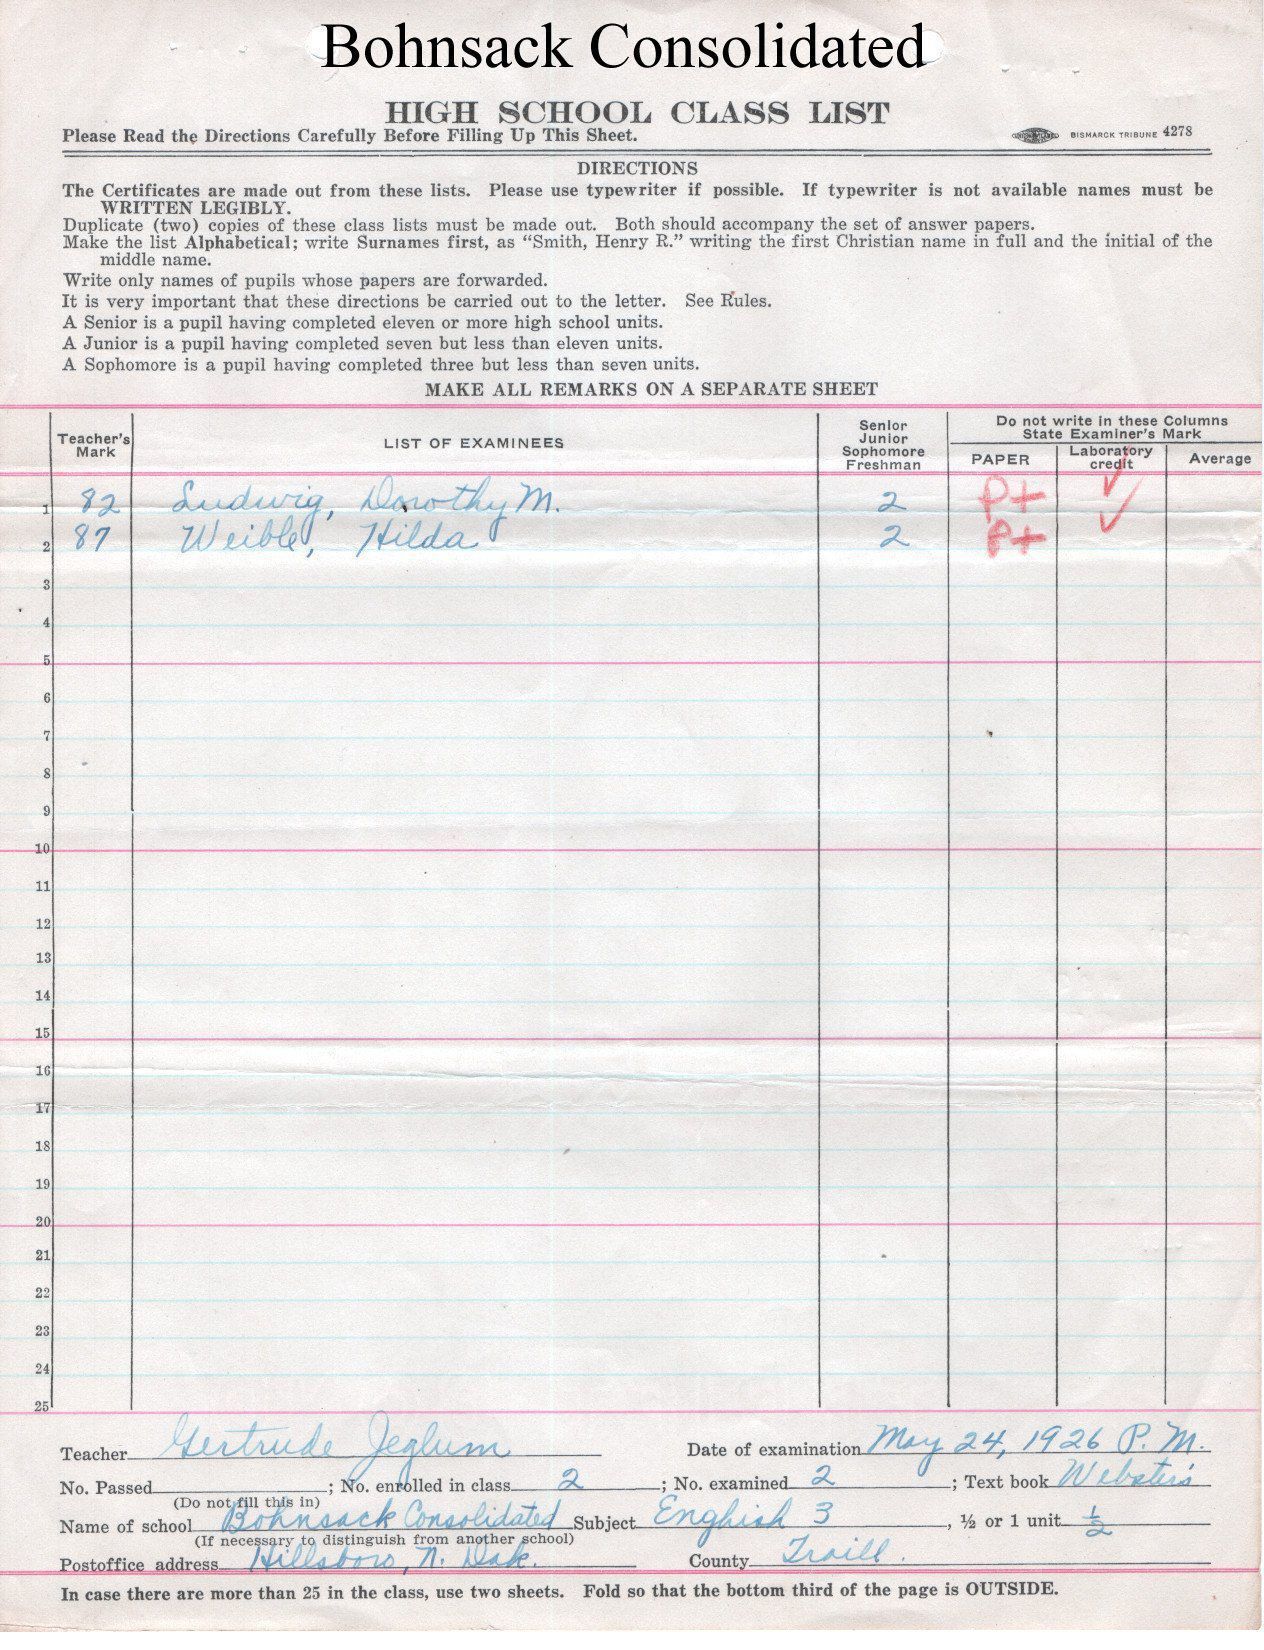 Bohnsack Consolidated
HIGH SCHOOL CLASS LIST
Please Read the Directions Carefully Before Filling Up This Sheet.
BISMARCK TRIBUNE 4278
DIRECTIONS
The Certificates are made out from these lists. Please use typewriter if possible. If typewriter is not available names must be
WRITTEN LEGIBLY.
Duplicate (two) copies of these class lists must be made out. Both should accompany the set of answer papers.
Make the list Alphabetical; write Surnames first, as “Smith, Henry R.” writing the first Christian name in full and the initial of the
middle name.
Write only names of pupils whose papers are forwarded.
It is very important that these directions be carried out to the letter. See Rules.
A Senior is a pupil having completed eleven or more high school units.
A Junior is a pupil having completed seven but less than eleven units.
A Sophomore is a pupil having completed three but less than seven units.
MAKE ALL REMARKS ON A SEPARATE SHEET
Teacher's
Mark
LIST OF EXAMINEES
Senior
Junior
Sophomore
Freshman
Do not write in these Columns
State Examiner's Mark
PAPER
Laboratory
credit
Average
1 82 Ludwig, Dorothy M. 2 P+ ✓
2 87 Weible, Hilda 2 P+ ✓
3
4
5
6
7
8
9
10
11
12
13
14
15
16
17
18
19
20
21
22
23
24
25
Teacher Gertrude Jeglum Date of examination May 24, 1926 P.M.
No. Passed ; No. enrolled in class 2 ; No. examined 2 ; Text book Webster's
(Do not fill this in)
Name of school Bohnsack Consolidated Subject English 3 , ½ or 1 unit ½
(If necessary to distinguish from another school)
Postoffice address Hillsboro, N. Dak. County Traill.
In case there are more than 25 in the class, use two sheets. Fold so that the bottom third of the page is OUTSIDE.